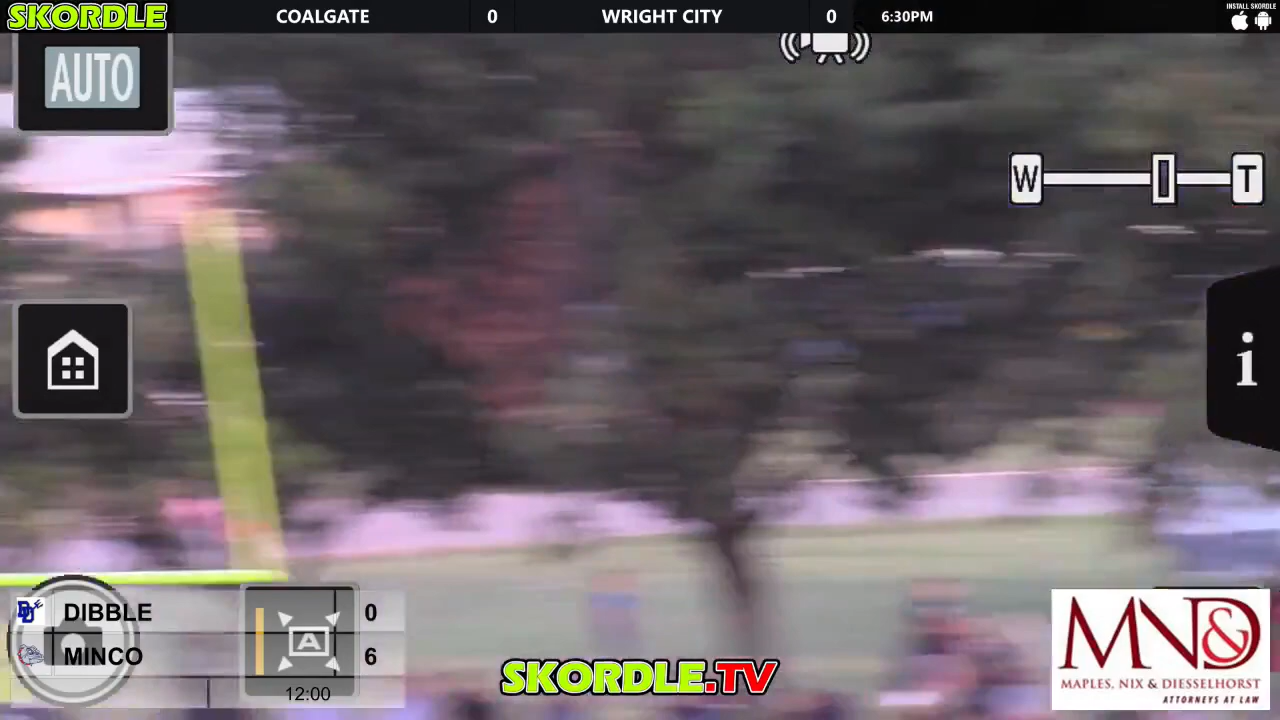 SKORDLE
COALGATE 0 WRIGHT CITY 0 6:30PM
INSTALL SKORDLE
AUTO
W T
i
DU DIBBLE 0
A
MINCO 6
12:00
SKORDLE.TV
MN&D
MAPLES, NIX & DIESSELHORST
ATTORNEYS AT LAW